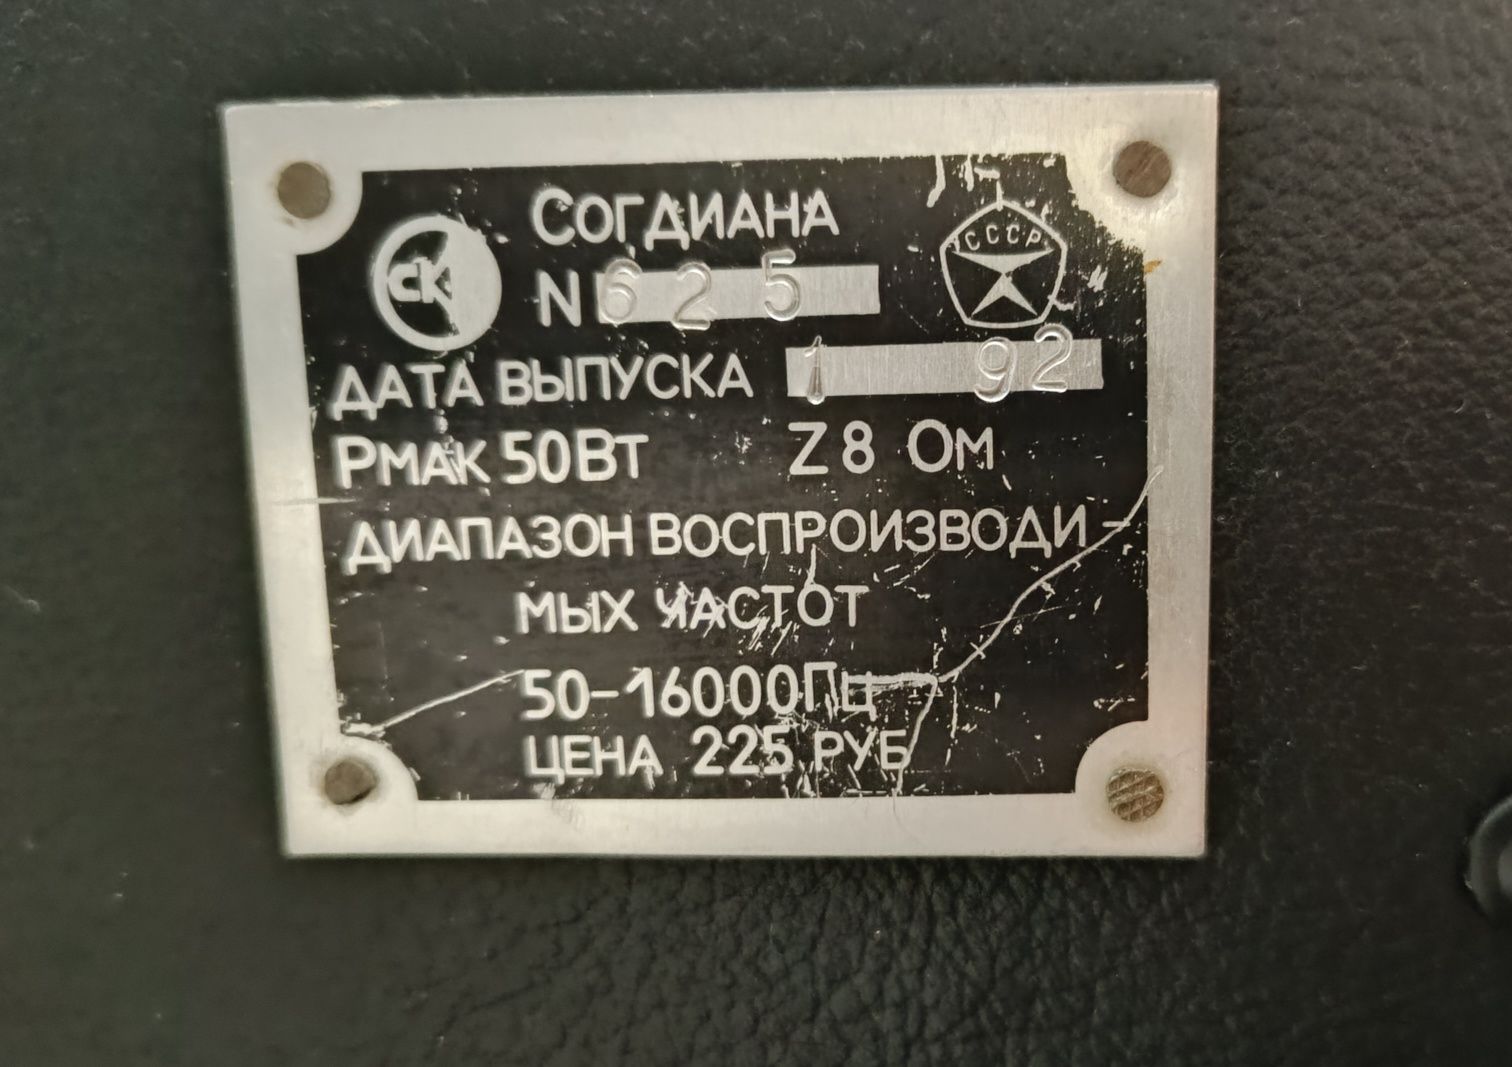 СК
СОГДИАНА
СССР
N 625
ДАТА ВЫПУСКА 1 92
РМАК 50Вт Z 8 Ом
ДИАПАЗОН ВОСПРОИЗВОДИ-
МЫХ ЧАСТОТ
50-16000Гц
ЦЕНА 225 РУБ